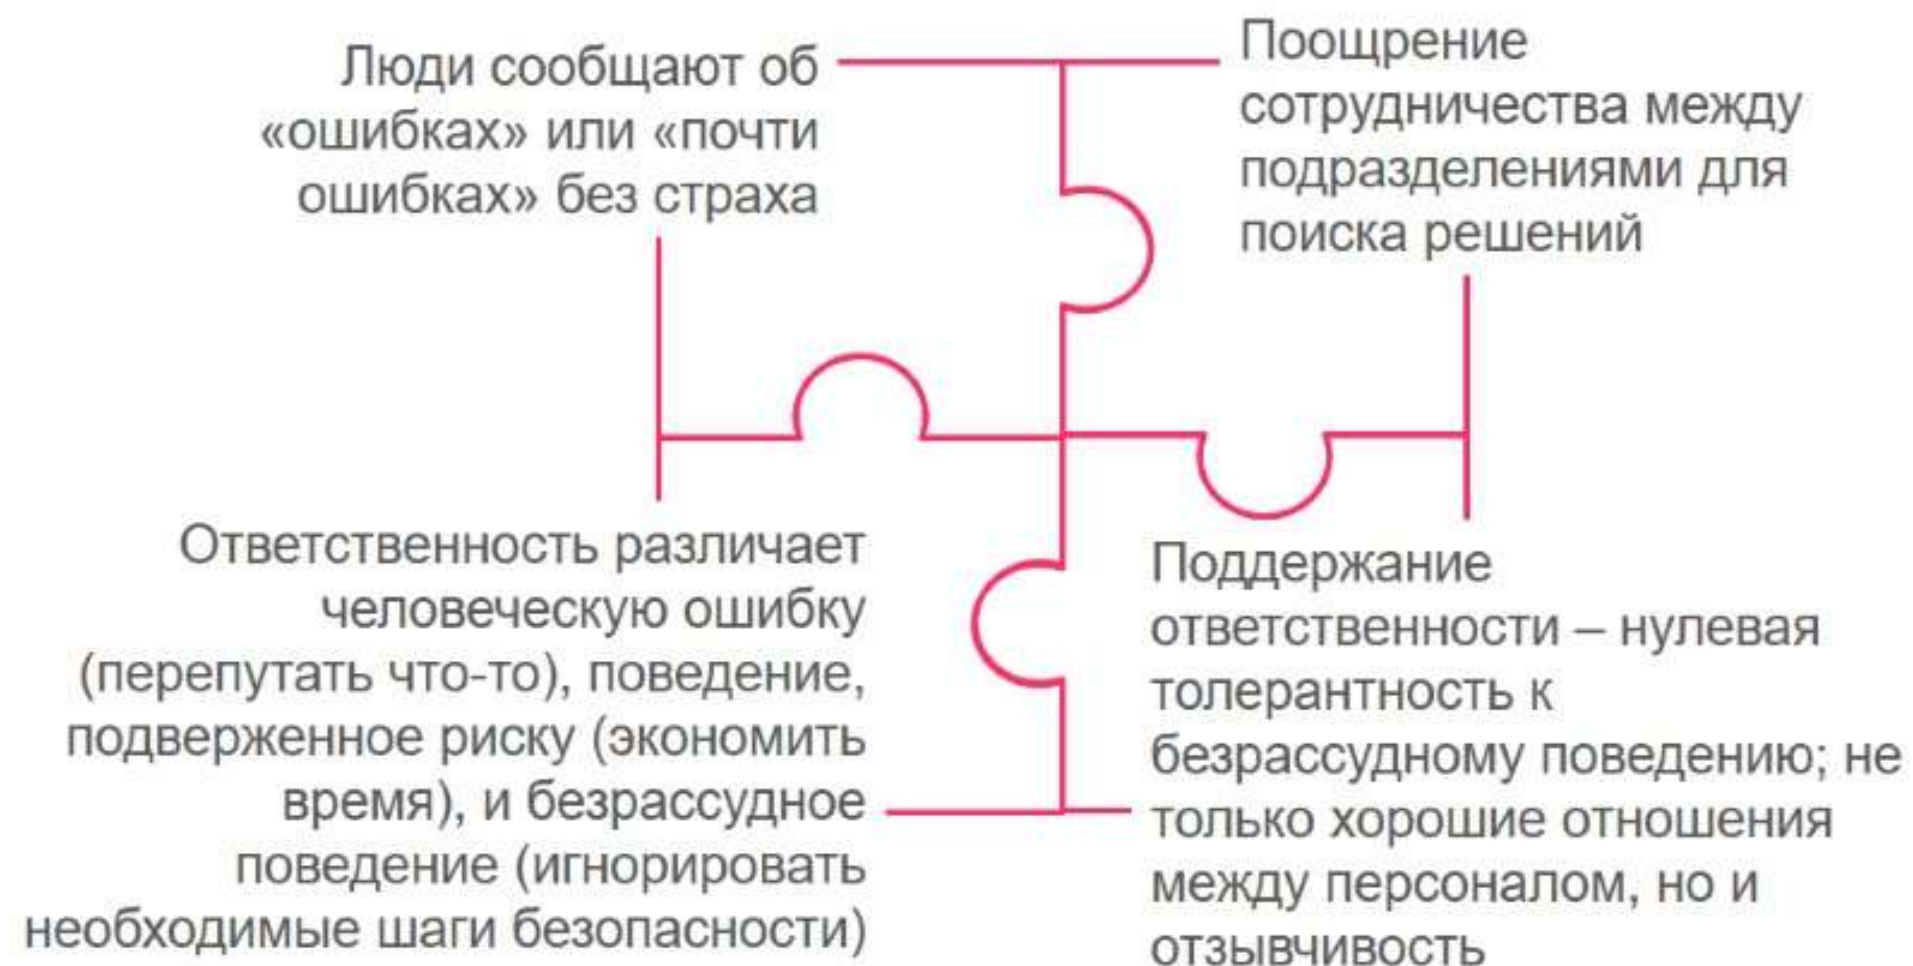 Люди сообщают об
«ошибках» или «почти
ошибках» без страха
Поощрение
сотрудничества между
подразделениями для
поиска решений
Ответственность различает
человеческую ошибку
(перепутать что-то), поведение,
подверженное риску (экономить
время), и безрассудное
поведение (игнорировать
необходимые шаги безопасности)
Поддержание
ответственности – нулевая
толерантность к
безрассудному поведению; не
только хорошие отношения
между персоналом, но и
отзывчивость